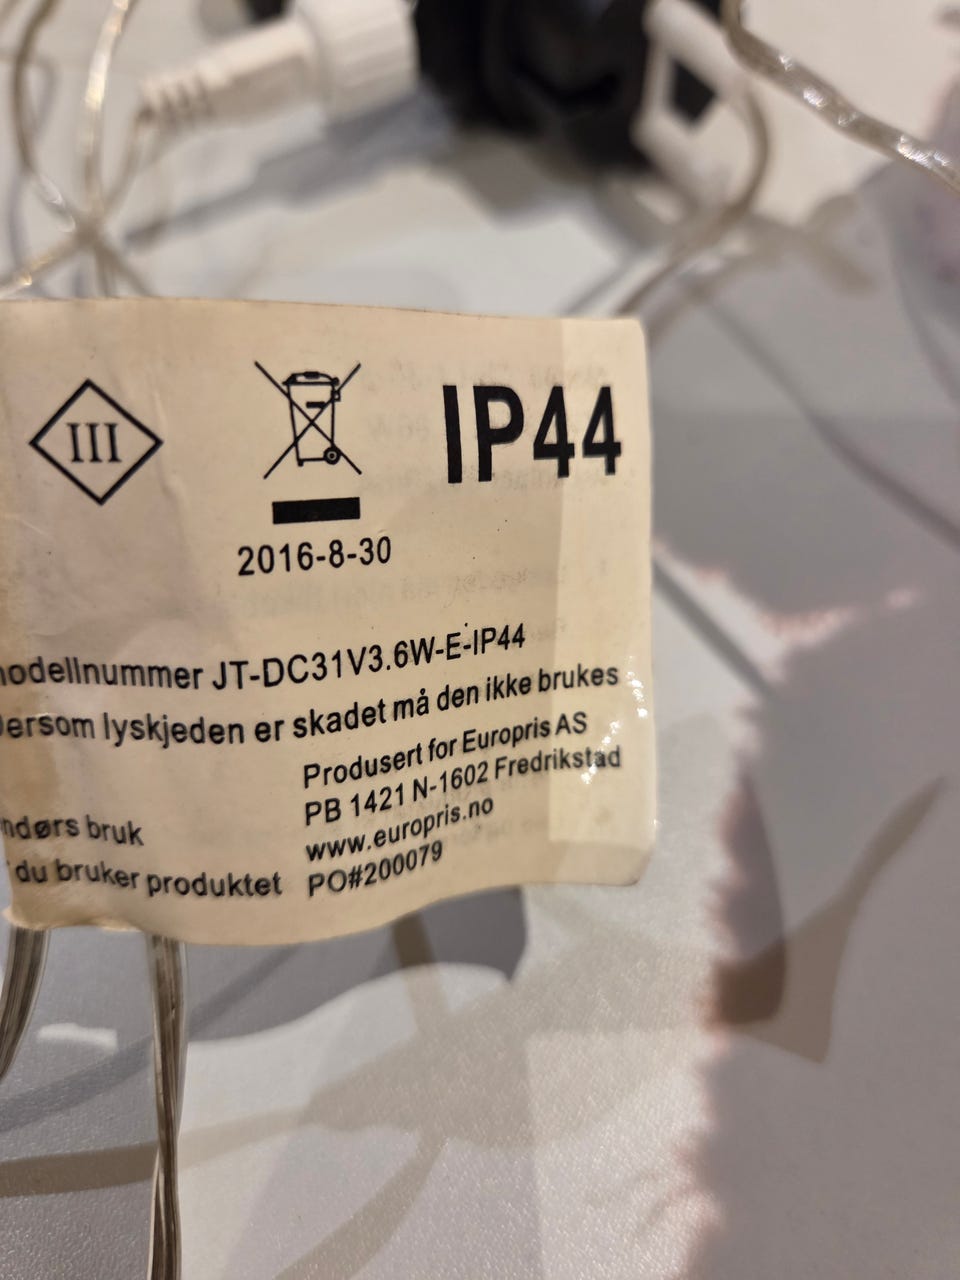 III
IP44
2016-8-30
modellnummer JT-DC31V3.6W-E-IP44
Dersom lyskjeden er skadet må den ikke brukes
Produsert for Europris AS
PB 1421 N-1602 Fredrikstad
ndørs bruk
www.europris.no
du bruker produktet
PO#200079